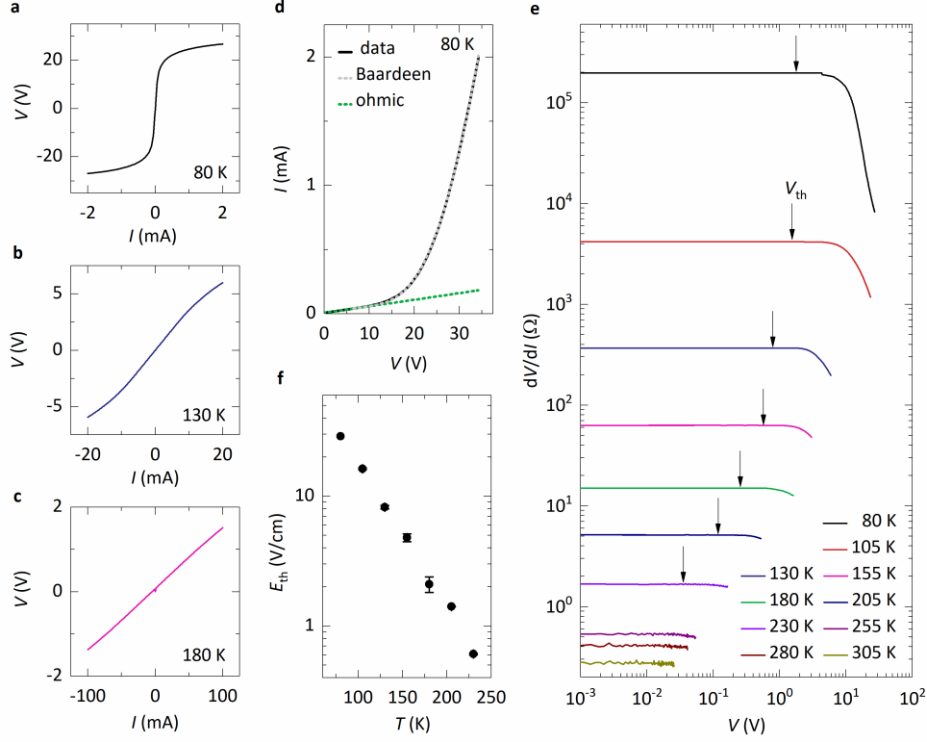 a
V (V)
20
0
-20
80 K
-2
0
2
I (mA)
b
V (V)
5
0
-5
130 K
-20
0
20
I (mA)
c
V (V)
2
0
-2
180 K
-100
0
100
I (mA)
d
80 K
data
Baardeen
ohmic
I (mA)
2
1
0
0
10
20
30
V (V)
f
E_th (V/cm)
10
1
100
150
200
250
T (K)
e
V_th
dV/dI (Ω)
10^5
10^4
10^3
10^2
10^1
10^0
80 K
105 K
130 K
155 K
180 K
205 K
230 K
255 K
280 K
305 K
10^-3
10^-2
10^-1
10^0
10^1
10^2
V (V)